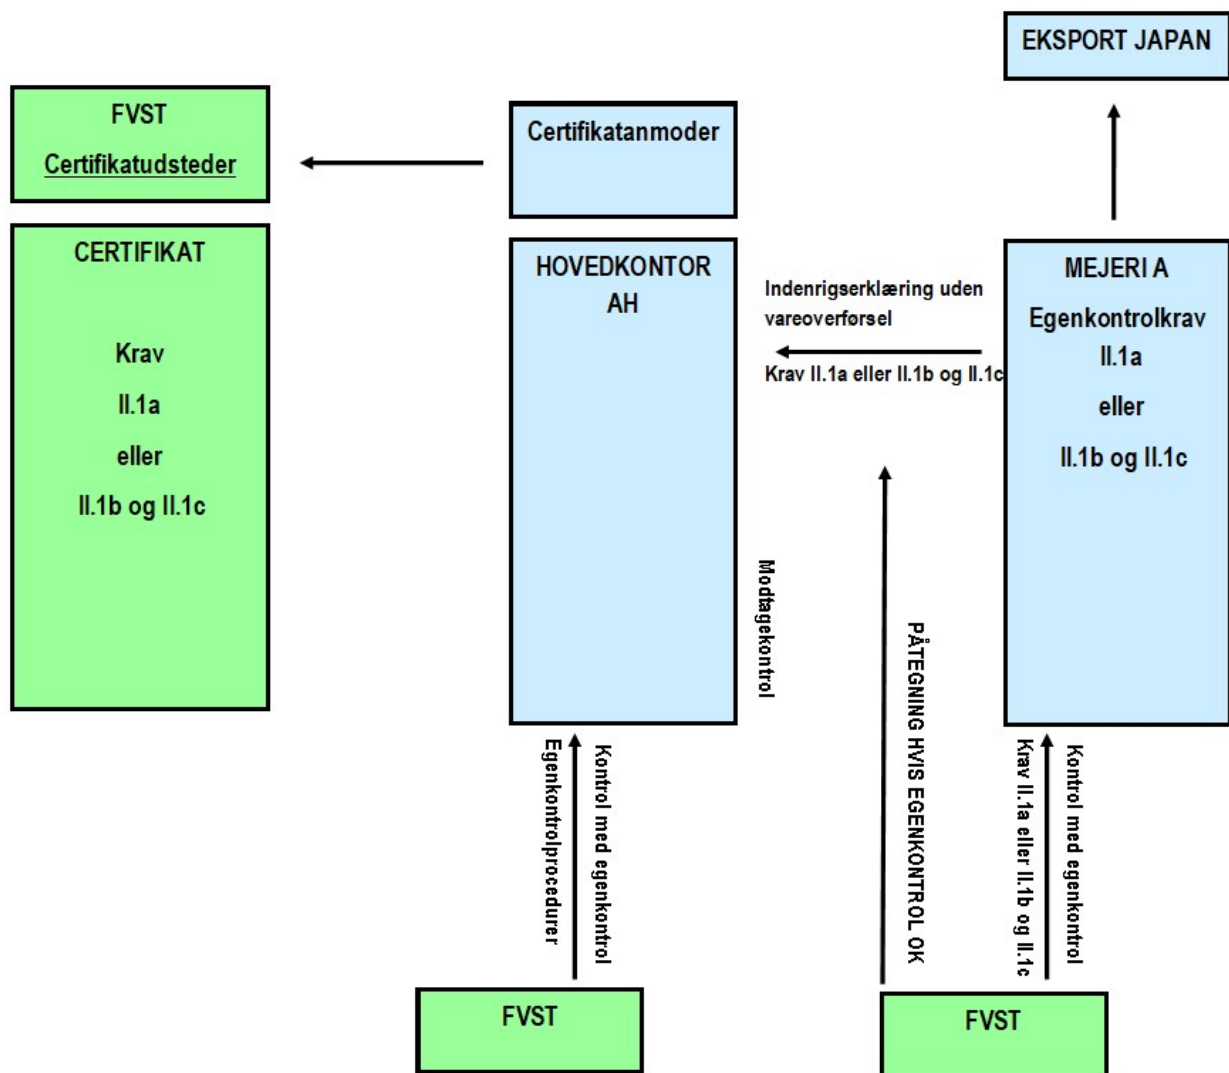 EKSPORT JAPAN
FVST
Certifikatudsteder
Certifikatanmoder
CERTIFIKAT
Krav
II.1a
eller
II.1b og II.1c
HOVEDKONTOR
AH
Indenrigserklæring uden
vareoverførsel
Krav II.1a eller II.1b og II.1c
MEJERI A
Egenkontrolkrav
II.1a
eller
II.1b og II.1c
Modtagekontrol
Kontrol med egenkontrol
Egenkontrolprocedurer
PÅTEGNING HVIS EGENKONTROL OK
Kontrol med egenkontrol
Krav II.1a eller II.1b og II.1c
FVST
FVST